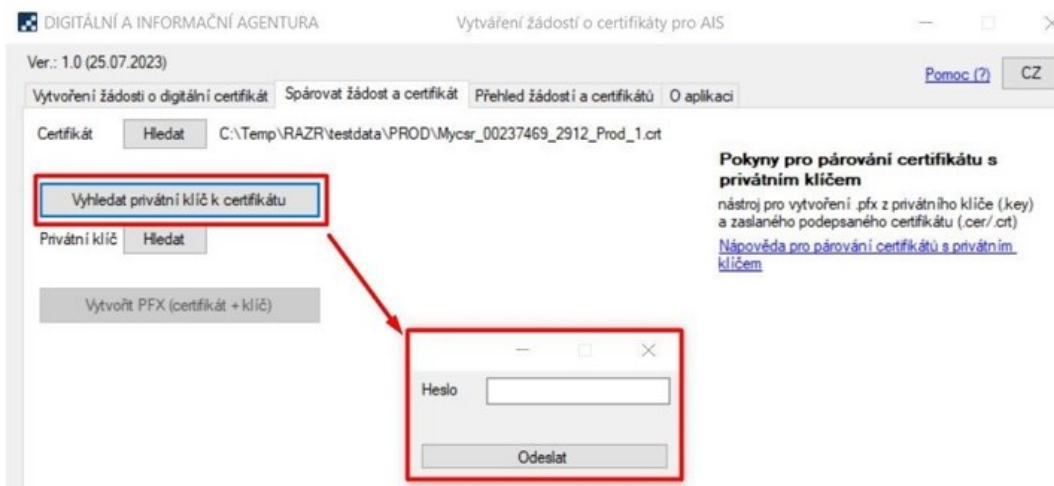 DIGITÁLNÍ A INFORMAČNÍ AGENTURA Vytváření žádostí o certifikáty pro AIS
Ver.: 1.0 (25.07.2023)
Pomoc (?) CZ
Vytvoření žádosti o digitální certifikát Spárovat žádost a certifikát Přehled žádostí a certifikátů O aplikaci
Certifikát Hledat C:\Temp\RAZR\testdata\PROD\Mycsr_00237469_2912_Prod_1.crt
Vyhledat privátní klíč k certifikátu
Privátní klíč Hledat
Vytvořit PFX (certifikát + klíč)
Pokyny pro párování certifikátu s
privátním klíčem
nástroj pro vytvoření .pfx z privátního klíče (.key)
a zaslaného podepsaného certifikátu (.cer/.crt)
Nápověda pro párování certifikátů s privátním
klíčem
Heslo
Odeslat